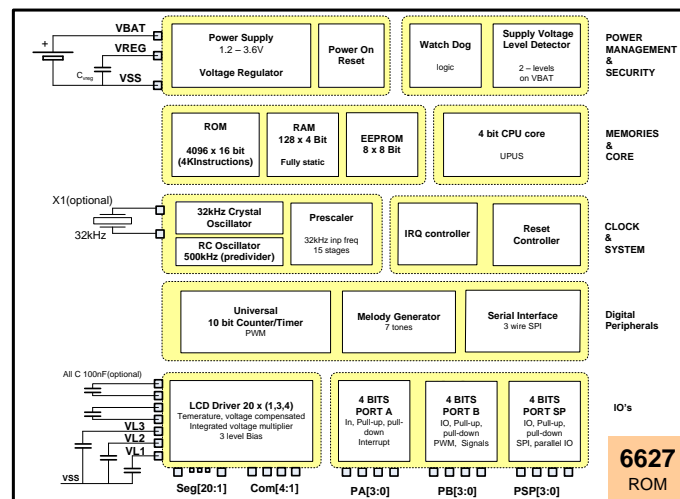 VBAT
VREG
VSS
Cvreg
Power Supply
1.2 – 3.6V
Voltage Regulator
Power On
Reset
Watch Dog
logic
Supply Voltage
Level Detector
2 – levels
on VBAT
POWER
MANAGEMENT
&
SECURITY
ROM
4096 x 16 bit
(4KInstructions)
RAM
128 x 4 Bit
Fully static
EEPROM
8 x 8 Bit
4 bit CPU core
UPUS
MEMORIES
&
CORE
X1(optional)
32kHz
32kHz Crystal
Oscillator
RC Oscillator
500kHz (predivider)
Prescaler
32kHz inp freq
15 stages
IRQ controller
Reset
Controller
CLOCK
&
SYSTEM
Universal
10 bit Counter/Timer
PWM
Melody Generator
7 tones
Serial Interface
3 wire SPI
Digital
Peripherals
All C 100nF(optional)
VL3
VL2
VL1
VSS
LCD Driver 20 x (1,3,4)
Temerature, voltage compensated
Integrated voltage multiplier
3 level Bias
4 BITS
PORT A
In, Pull-up, pull-
down
Interrupt
4 BITS
PORT B
IO, Pull-up,
pull-down
PWM, Signals
4 BITS
PORT SP
IO, Pull-up,
pull-down
SPI, parallel IO
IO's
Seg[20:1]
Com[4:1]
PA[3:0]
PB[3:0]
PSP[3:0]
6627
ROM